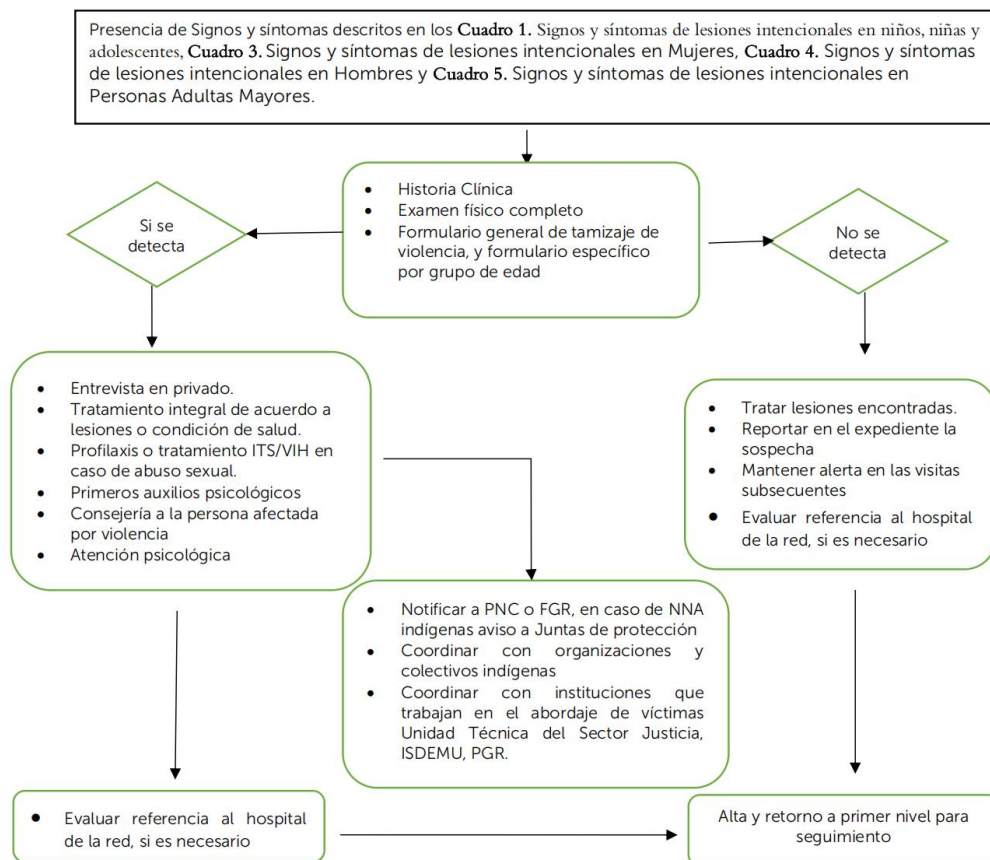 Presencia de Signos y síntomas descritos en los Cuadro 1. Signos y síntomas de lesiones intencionales en niños, niñas y
adolescentes, Cuadro 3. Signos y síntomas de lesiones intencionales en Mujeres, Cuadro 4. Signos y síntomas
de lesiones intencionales en Hombres y Cuadro 5. Signos y síntomas de lesiones intencionales en
Personas Adultas Mayores.
• Historia Clínica
• Examen físico completo
• Formulario general de tamizaje de
violencia, y formulario específico
por grupo de edad
Si se
detecta
No se
detecta
• Entrevista en privado.
• Tratamiento integral de acuerdo a
lesiones o condición de salud.
• Profilaxis o tratamiento ITS/VIH en
caso de abuso sexual.
• Primeros auxilios psicológicos
• Consejería a la persona afectada
por violencia
• Atención psicológica
• Tratar lesiones encontradas.
• Reportar en el expediente la
sospecha
• Mantener alerta en las visitas
subsecuentes
• Evaluar referencia al hospital
de la red, si es necesario
• Notificar a PNC o FGR, en caso de NNA
indígenas aviso a Juntas de protección
• Coordinar con organizaciones y
colectivos indígenas
• Coordinar con instituciones que
trabajan en el abordaje de víctimas
Unidad Técnica del Sector Justicia,
ISDEMU, PGR.
• Evaluar referencia al hospital
de la red, si es necesario
Alta y retorno a primer nivel para
seguimiento